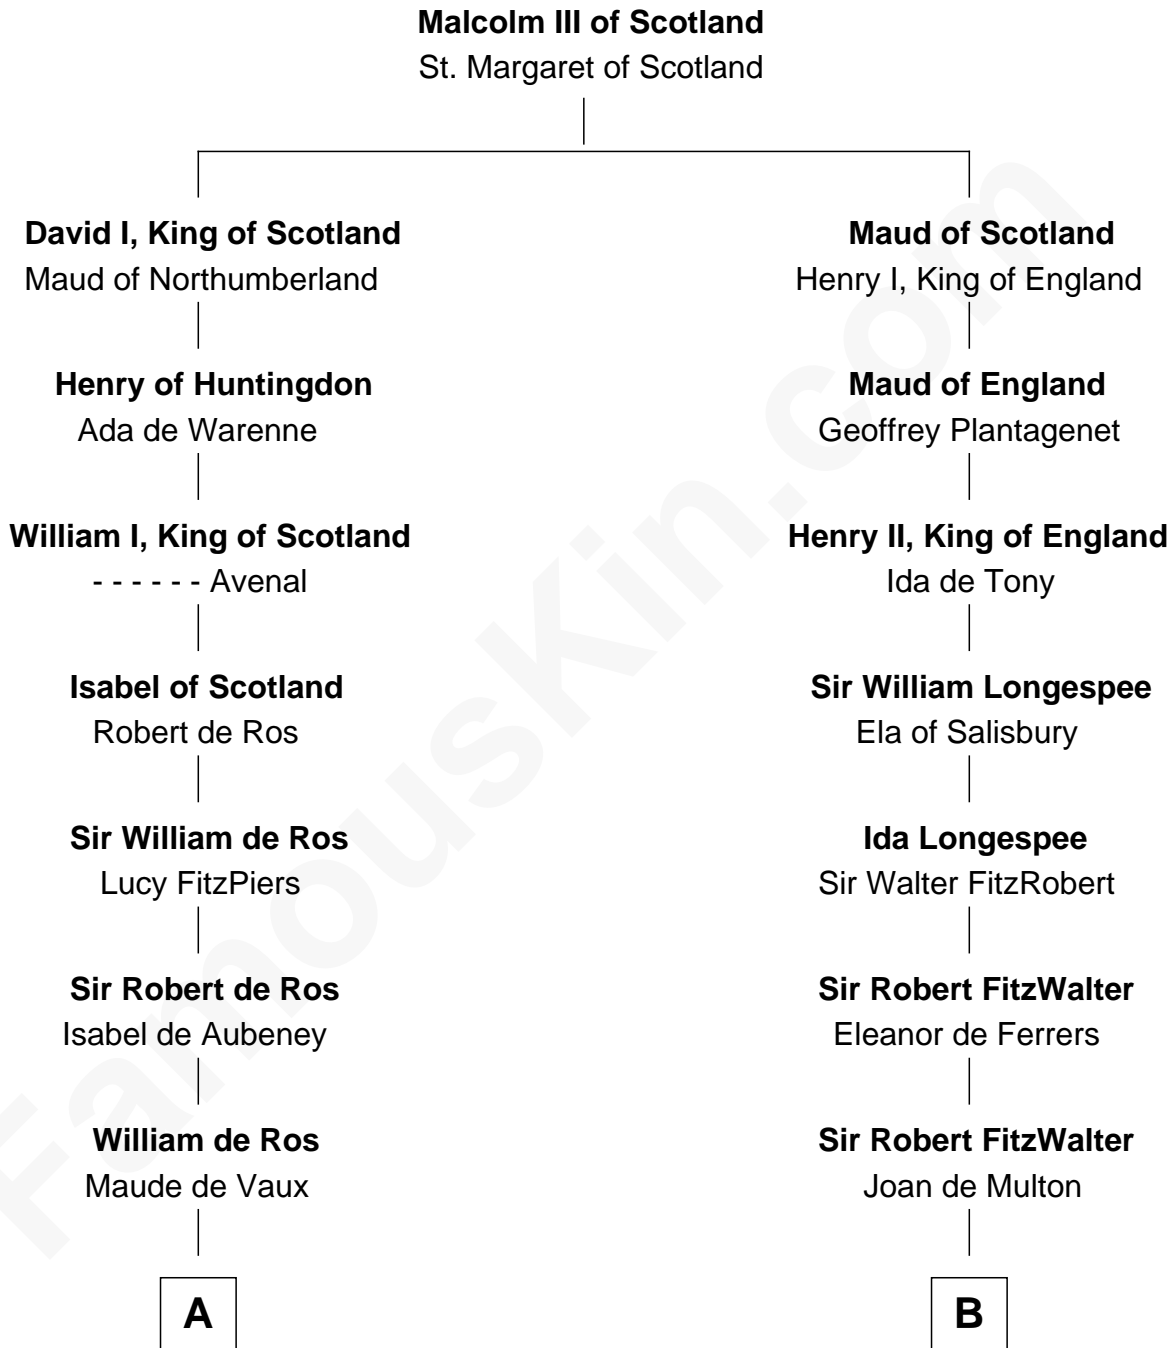 Malcolm III of Scotland
St. Margaret of Scotland
David I, King of Scotland
Maud of Northumberland
Maud of Scotland
Henry I, King of England
Henry of Huntingdon
Ada de Warenne
Maud of England
Geoffrey Plantagenet
William I, King of Scotland
- - - - - - Avenal
Henry II, King of England
Ida de Tony
Isabel of Scotland
Robert de Ros
Sir William Longespee
Ela of Salisbury
Sir William de Ros
Lucy FitzPiers
Ida Longespee
Sir Walter FitzRobert
Sir Robert de Ros
Isabel de Aubeney
Sir Robert FitzWalter
Eleanor de Ferrers
William de Ros
Maude de Vaux
Sir Robert FitzWalter
Joan de Multon
A
B
FamousKin.com